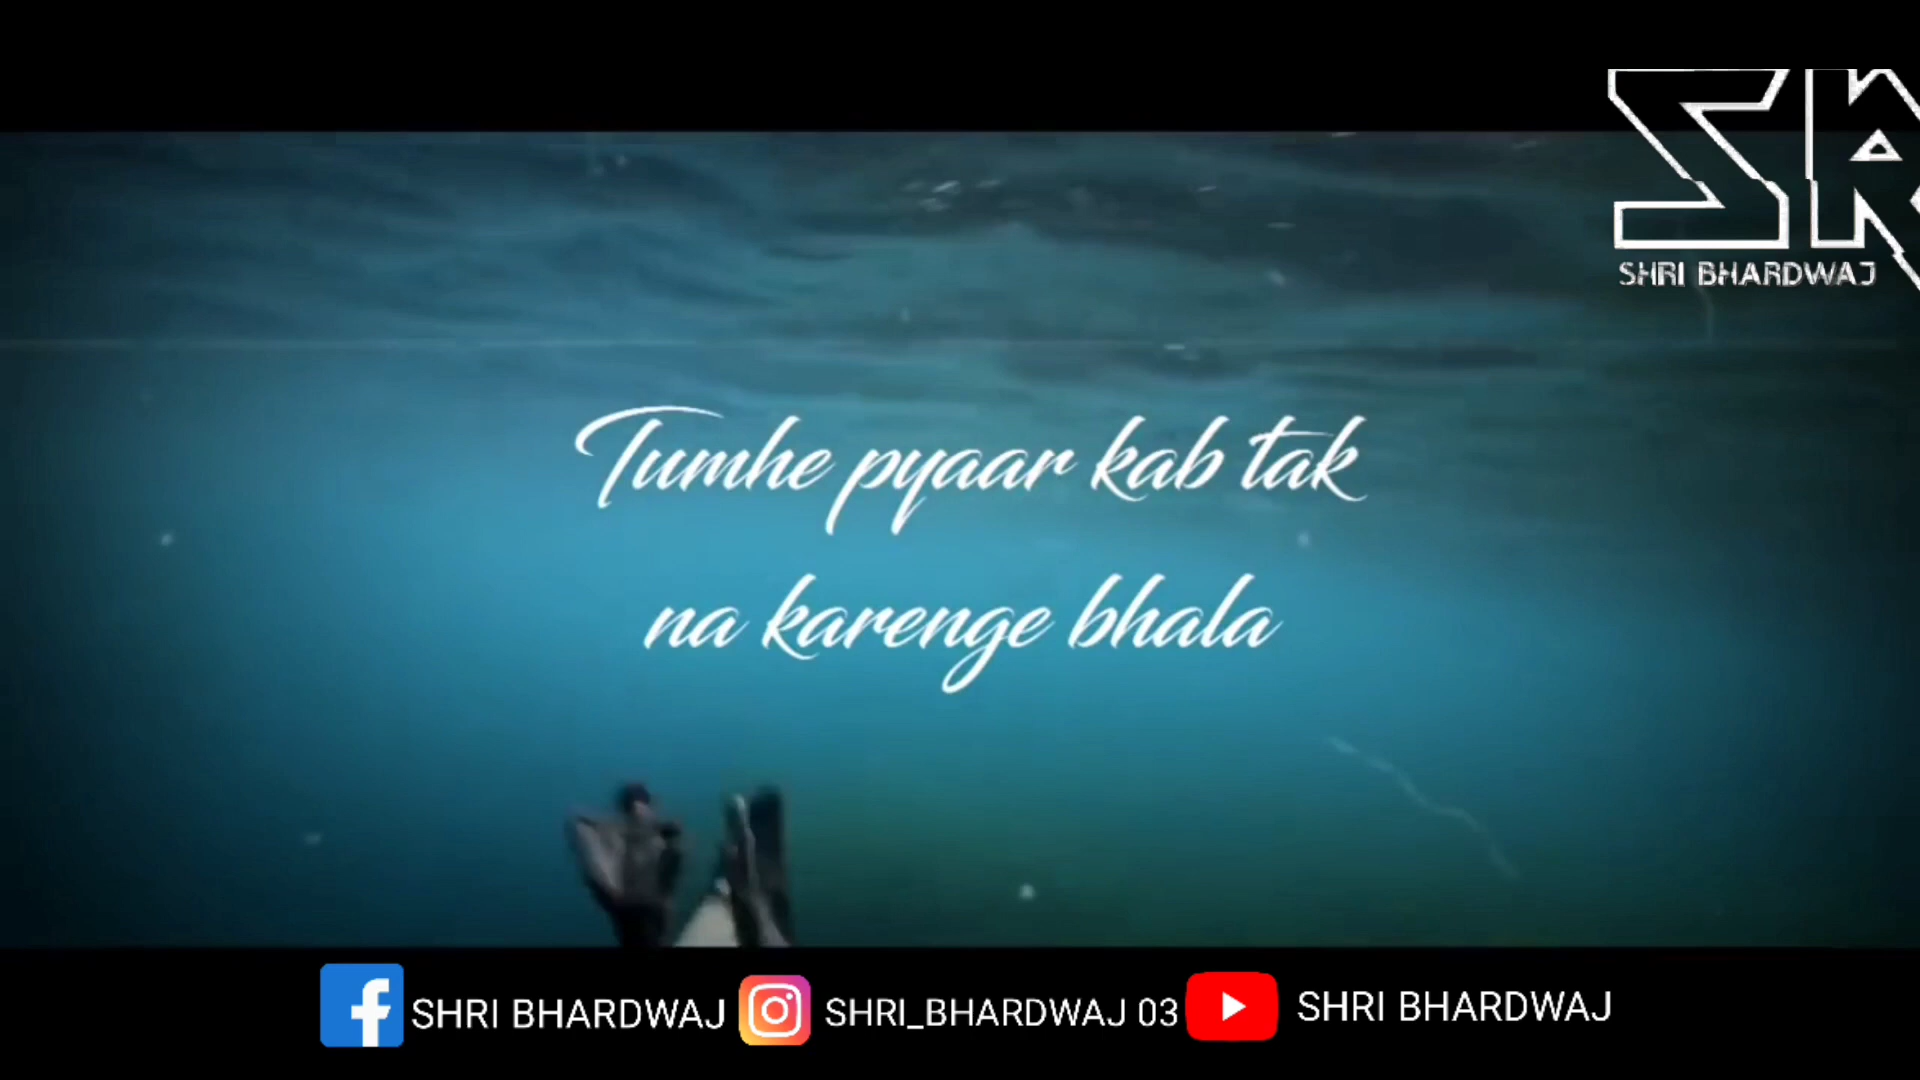 SHRI BHARDWAJ
Tumhe pyaar kab tak
na karenge bhala
SHRI BHARDWAJ SHRI_BHARDWAJ 03 SHRI BHARDWAJ